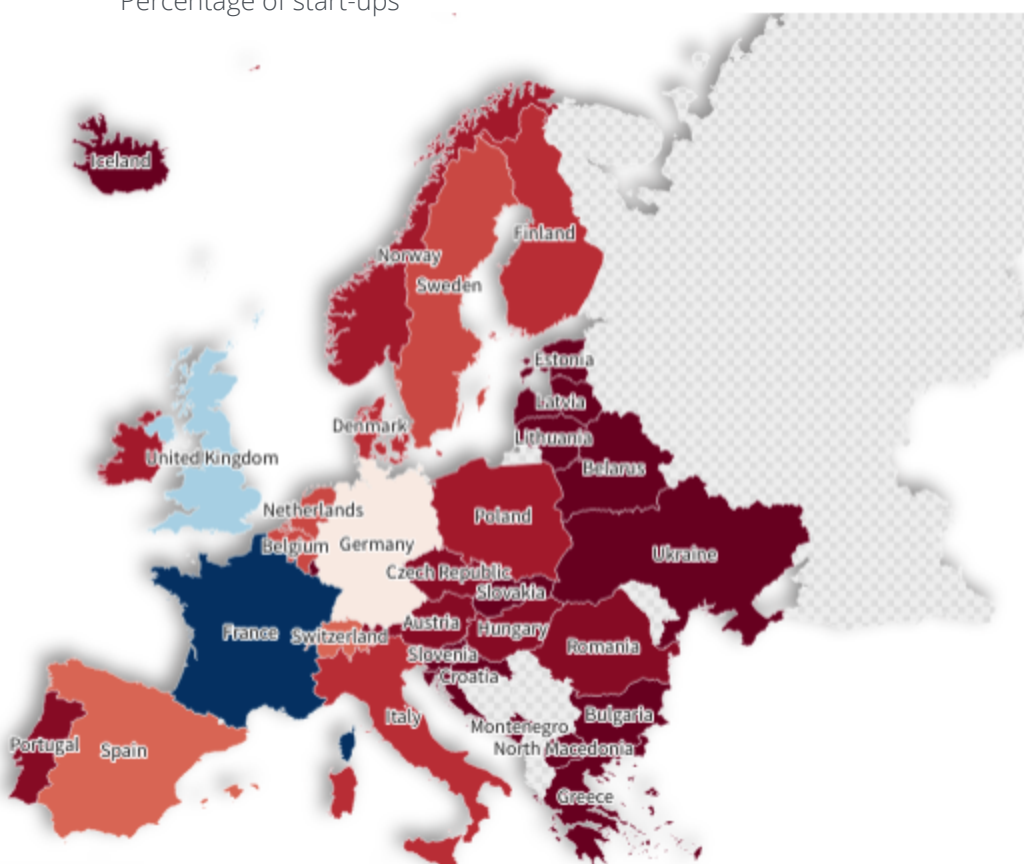 Percentage of start-ups
Iceland
Finland
Norway
Sweden
Estonia
Latvia
Denmark
Lithuania
United Kingdom
Belarus
Netherlands
Poland
Belgium
Germany
Ukraine
Czech Republic
Slovakia
Austria
Hungary
France
Switzerland
Romania
Slovenia
Croatia
Bulgaria
Italy
Montenegro
Portugal
Spain
North Macedonia
Greece